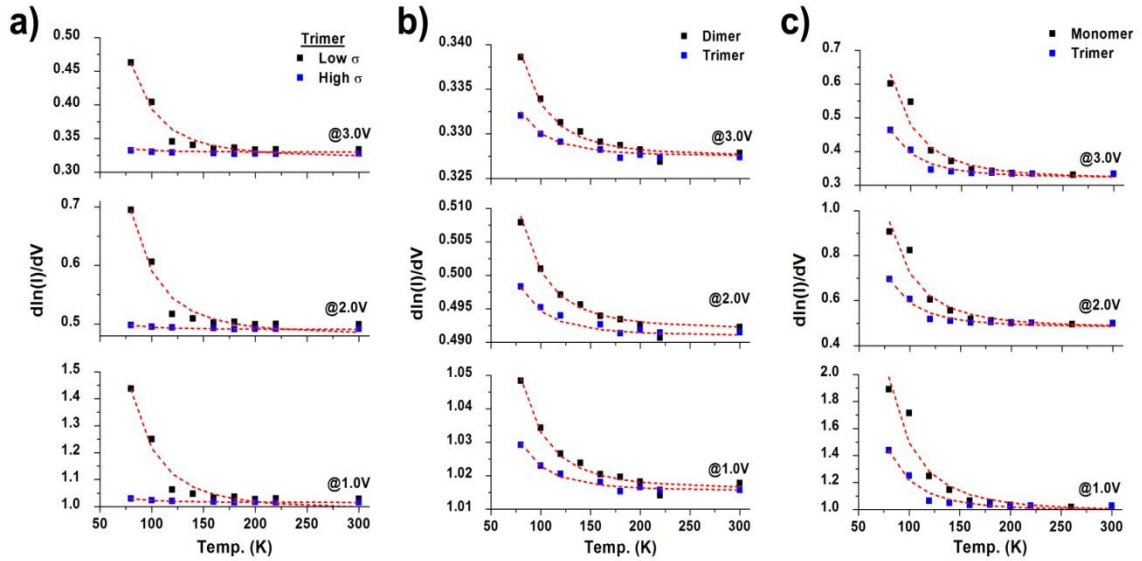 a)
Trimer
Low σ
High σ
0.50
0.45
0.40
0.35
0.30
@3.0V
0.7
0.6
0.5
@2.0V
dln(I)/dV
1.5
1.4
1.3
1.2
1.1
1.0
@1.0V
50 100 150 200 250 300
Temp. (K)
b)
Dimer
Trimer
0.340
0.335
0.330
0.325
@3.0V
0.510
0.505
0.500
0.495
0.490
@2.0V
dln(I)/dV
1.05
1.04
1.03
1.02
1.01
@1.0V
50 100 150 200 250 300
Temp. (K)
c)
Monomer
Trimer
0.7
0.6
0.5
0.4
0.3
@3.0V
1.0
0.8
0.6
0.4
@2.0V
dln(I)/dV
2.0
1.8
1.6
1.4
1.2
1.0
@1.0V
50 100 150 200 250 300
Temp. (K)